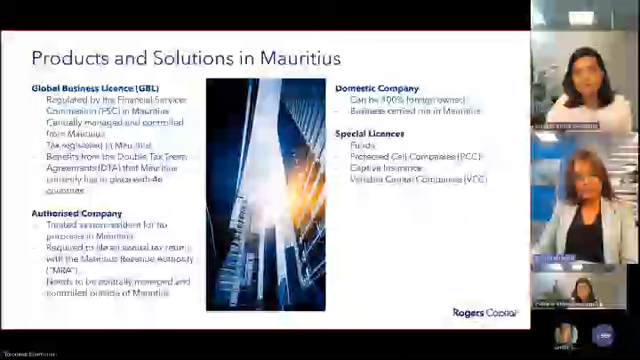 Products and Solutions in Mauritius
Global Business Licence (GBL)
Regulated by the Financial Services
Commission (FSC) in Mauritius
Centrally managed and controlled
from Mauritius
Tax registered in Mauritius
Benefits from the Double Tax Treaty
Agreements (DTA) that Mauritius
currently has in place with 46
countries
Authorised Company
Treated as non-resident for tax
purposes in Mauritius
Required to file an annual tax return
with the Mauritius Revenue Authority
("MRA")
Needs to be centrally managed and
controlled outside of Mauritius
Domestic Company
Can be 100% foreign owned
Business carried out in Mauritius
Special Licences
Funds
Protected Cell Companies (PCC)
Captive Insurance
Variable Capital Companies (VCC)
Rogers Capital